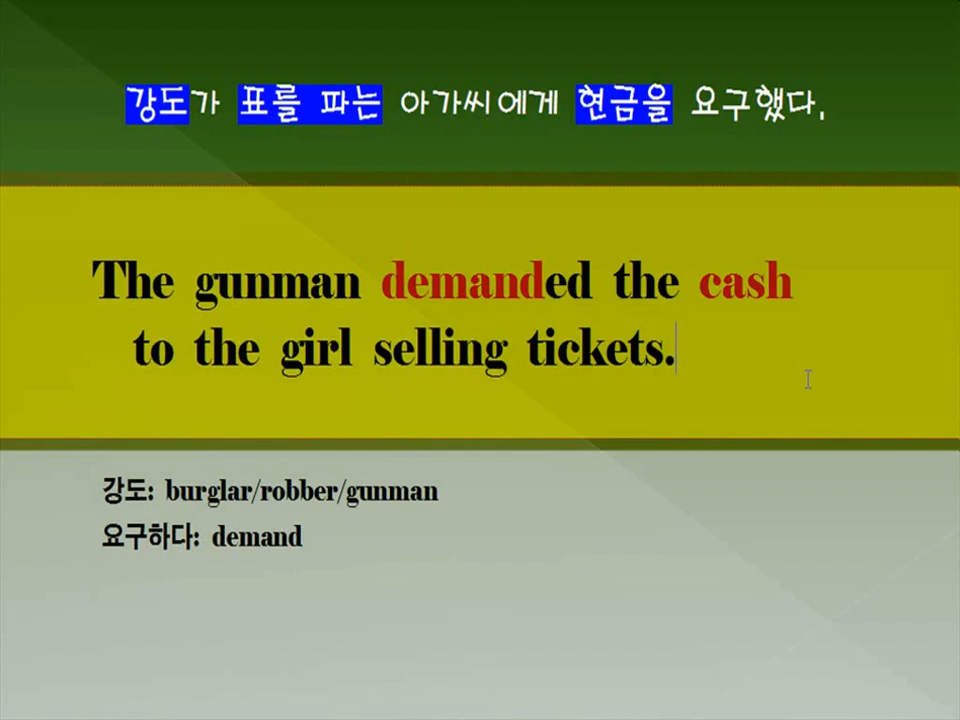 강도가 표를 파는 아가씨에게 현금을 요구했다.
The gunman demanded the cash
to the girl selling tickets.
강도: burglar/robber/gunman
요구하다: demand